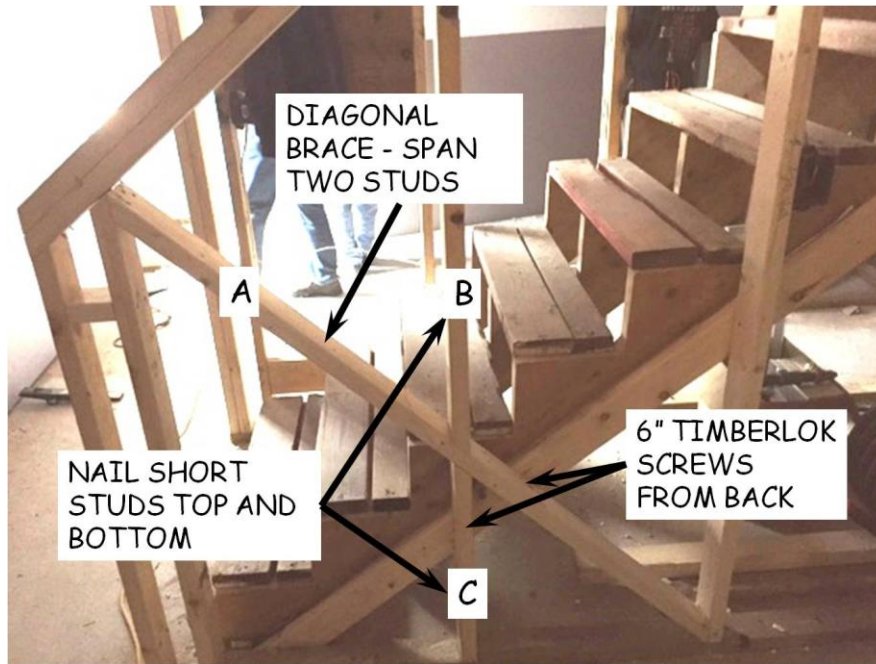 DIAGONAL
BRACE - SPAN
TWO STUDS
A
B
NAIL SHORT
STUDS TOP AND
BOTTOM
6" TIMBERLOK
SCREWS
FROM BACK
C